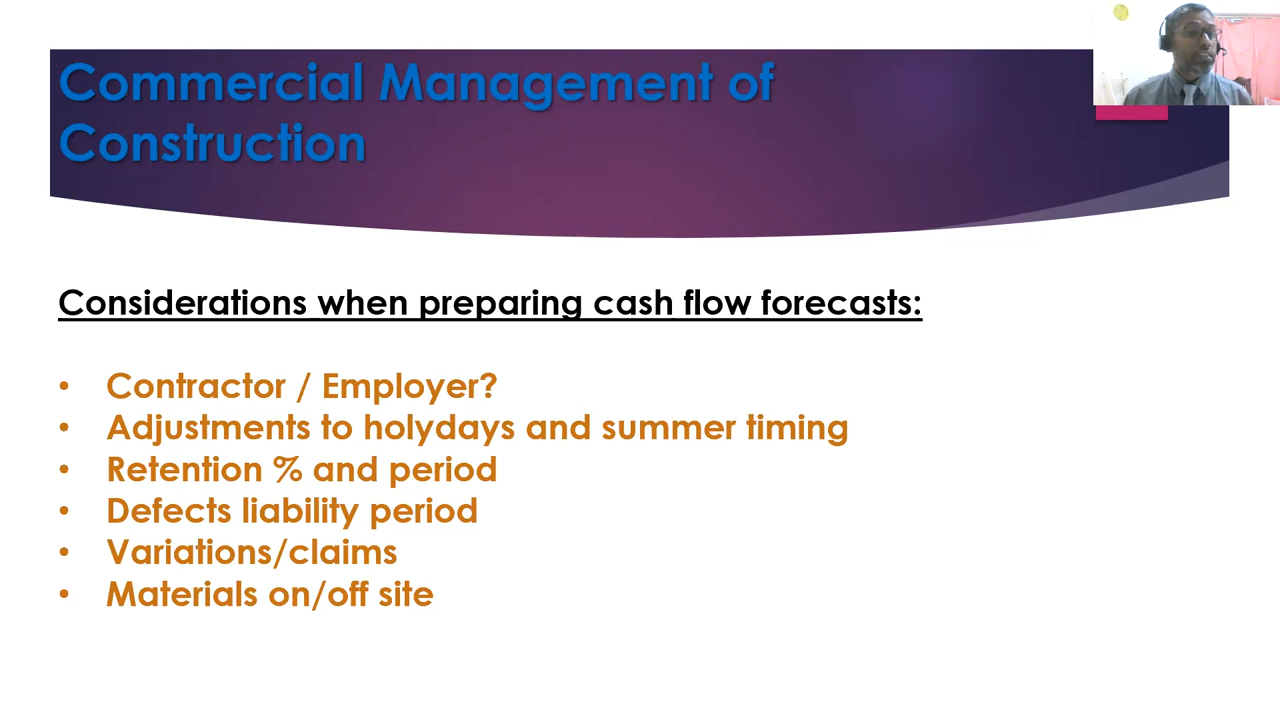 Commercial Management of
Construction
Considerations when preparing cash flow forecasts:
• Contractor / Employer?
• Adjustments to holydays and summer timing
• Retention % and period
• Defects liability period
• Variations/claims
• Materials on/off site